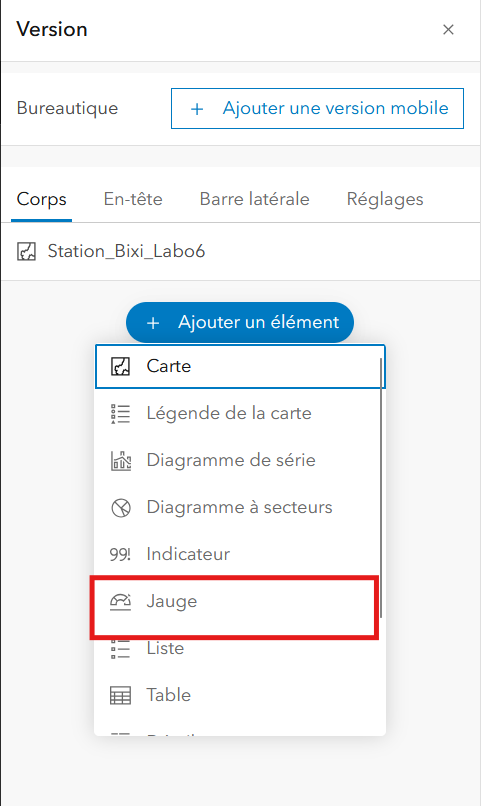 Version
Bureautique
+ Ajouter une version mobile
Corps En-tête Barre latérale Réglages
Station_Bixi_Labo6
+ Ajouter un élément
Carte
Légende de la carte
Diagramme de série
Diagramme à secteurs
99! Indicateur
Jauge
Liste
Table